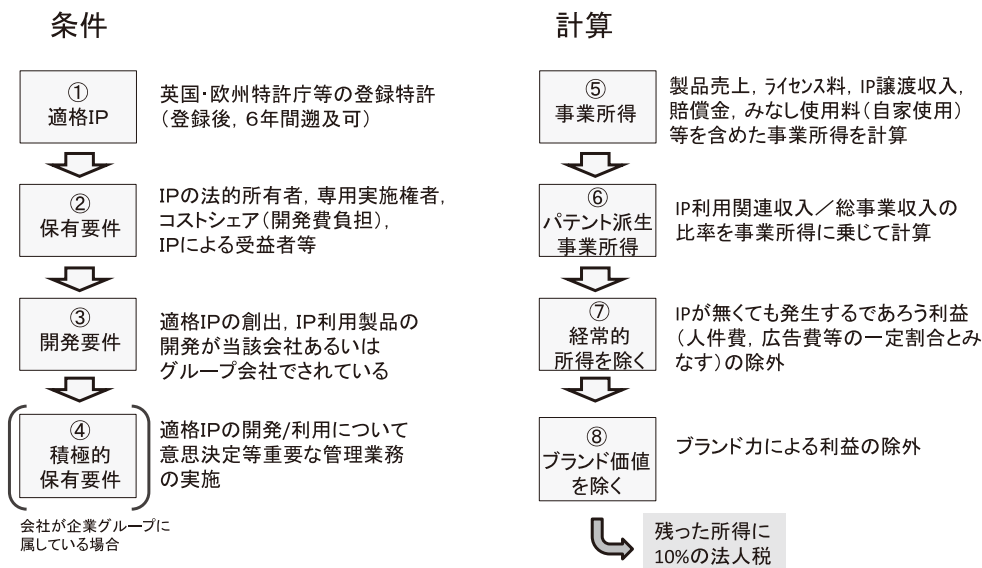 条件
①
適格IP
英国・欧州特許庁等の登録特許
（登録後，６年間遡及可）
②
保有要件
IPの法的所有者，専用実施権者，
コストシェア（開発費負担），
IPによる受益者等
③
開発要件
適格IPの創出，IP利用製品の
開発が当該会社あるいは
グループ会社でされている
④
積極的
保有要件
適格IPの開発/利用について
意思決定等重要な管理業務
の実施
会社が企業グループに
属している場合
計算
⑤
事業所得
製品売上，ライセンス料，IP譲渡収入，
賠償金，みなし使用料（自家使用）
等を含めた事業所得を計算
⑥
パテント派生
事業所得
IP利用関連収入／総事業収入の
比率を事業所得に乗じて計算
⑦
経常的
所得を除く
IPが無くても発生するであろう利益
（人件費，広告費等の一定割合とみ
なす）の除外
⑧
ブランド価値
を除く
ブランド力による利益の除外
残った所得に
10%の法人税